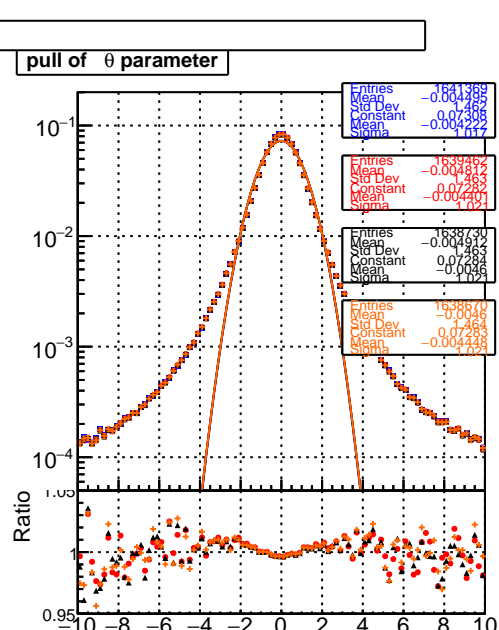 pull of θ parameter
Entries 1641369
Mean −0.004495
Std Dev 1.462
Constant 0.07308
Mean −0.004222
Sigma 1.017
Entries 1639462
Mean −0.004812
Std Dev 1.463
Constant 0.07282
Mean −0.004401
Sigma 1.021
Entries 1638730
Mean −0.004912
Std Dev 1.463
Constant 0.07284
Mean −0.0046
Sigma 1.021
Entries 1638670
Mean −0.0046
Std Dev 1.464
Constant 0.07283
Mean −0.004448
Sigma 1.021
10−1
10−2
10−3
10−4
1.05
1
0.95
Ratio
−10 −8 −6 −4 −2 0 2 4 6 8 10